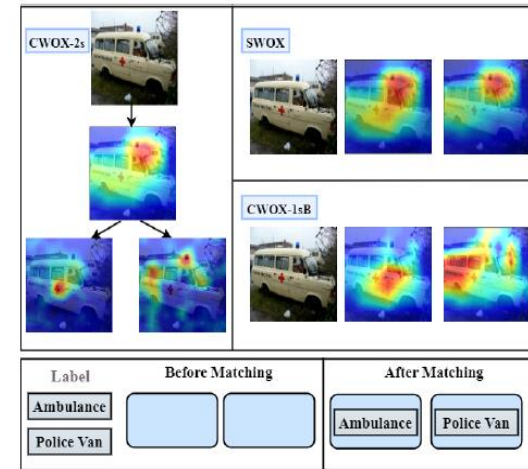 CWOX-2s
SWOX
CWOX-1sB
Label
Before Matching
After Matching
Ambulance
Police Van
Ambulance
Police Van